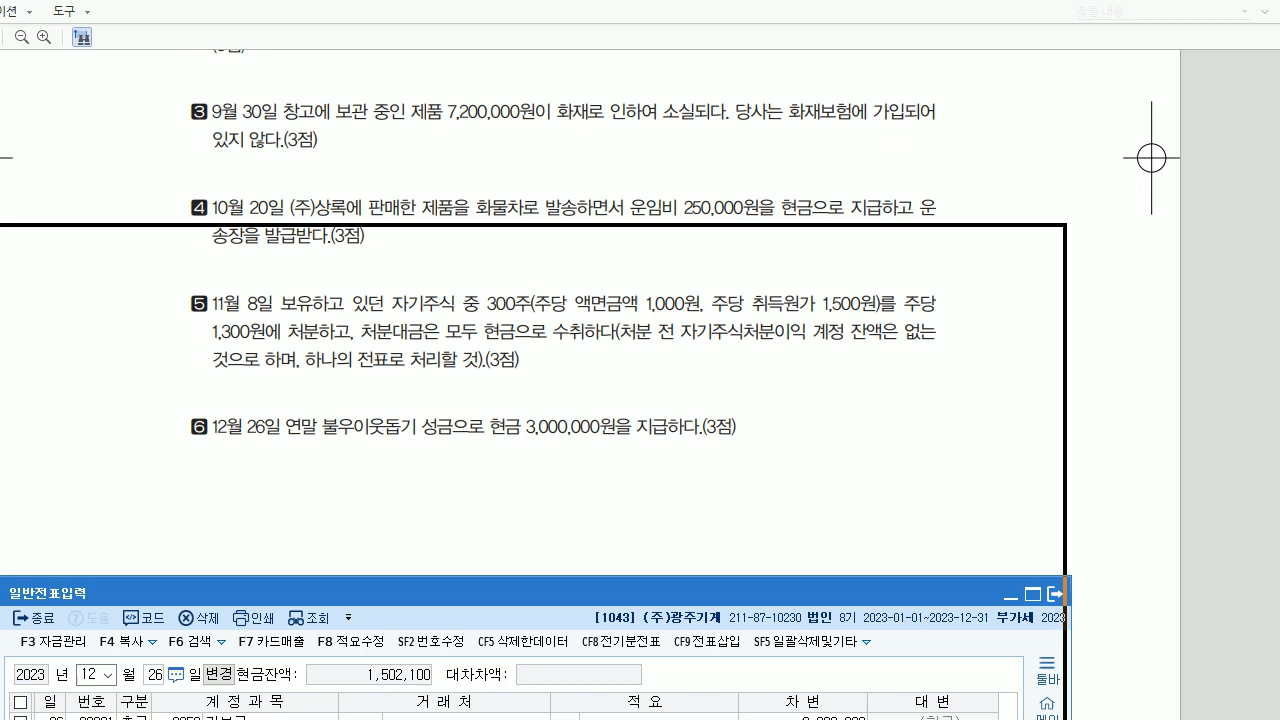 이션 도구 찾을 내용
3 9월 30일 창고에 보관 중인 제품 7,200,000원이 화재로 인하여 소실되다. 당사는 화재보험에 가입되어
있지 않다.(3점)
4 10월 20일 (주)상록에 판매한 제품을 화물차로 발송하면서 운임비 250,000원을 현금으로 지급하고 운
송장을 발급받다.(3점)
5 11월 8일 보유하고 있던 자기주식 중 300주(주당 액면금액 1,000원, 주당 취득원가 1,500원)를 주당
1,300원에 처분하고, 처분대금은 모두 현금으로 수취하다(처분 전 자기주식처분이익 계정 잔액은 없는
것으로 하며, 하나의 전표로 처리할 것).(3점)
6 12월 26일 연말 불우이웃돕기 성금으로 현금 3,000,000원을 지급하다.(3점)
일반전표입력
종료 도움 코드 삭제 인쇄 조회 [1043] (주)광주기계 211-87-10230 법인 8기 2023-01-01~2023-12-31 부가세 2023
F3 자금관리 F4 복사 F6 검색 F7 카드매출 F8 적요수정 SF2 번호수정 CF5 삭제한데이터 CF8 전기분전표 CF9 전표삽입 SF5 일괄삭제및기타
2023 년 12 월 26 일 변경 현금잔액: 1,502,100 대차차액: 툴바
일 번호 구분 계 정 과 목 거 래 처 적 요 차 변 대 변